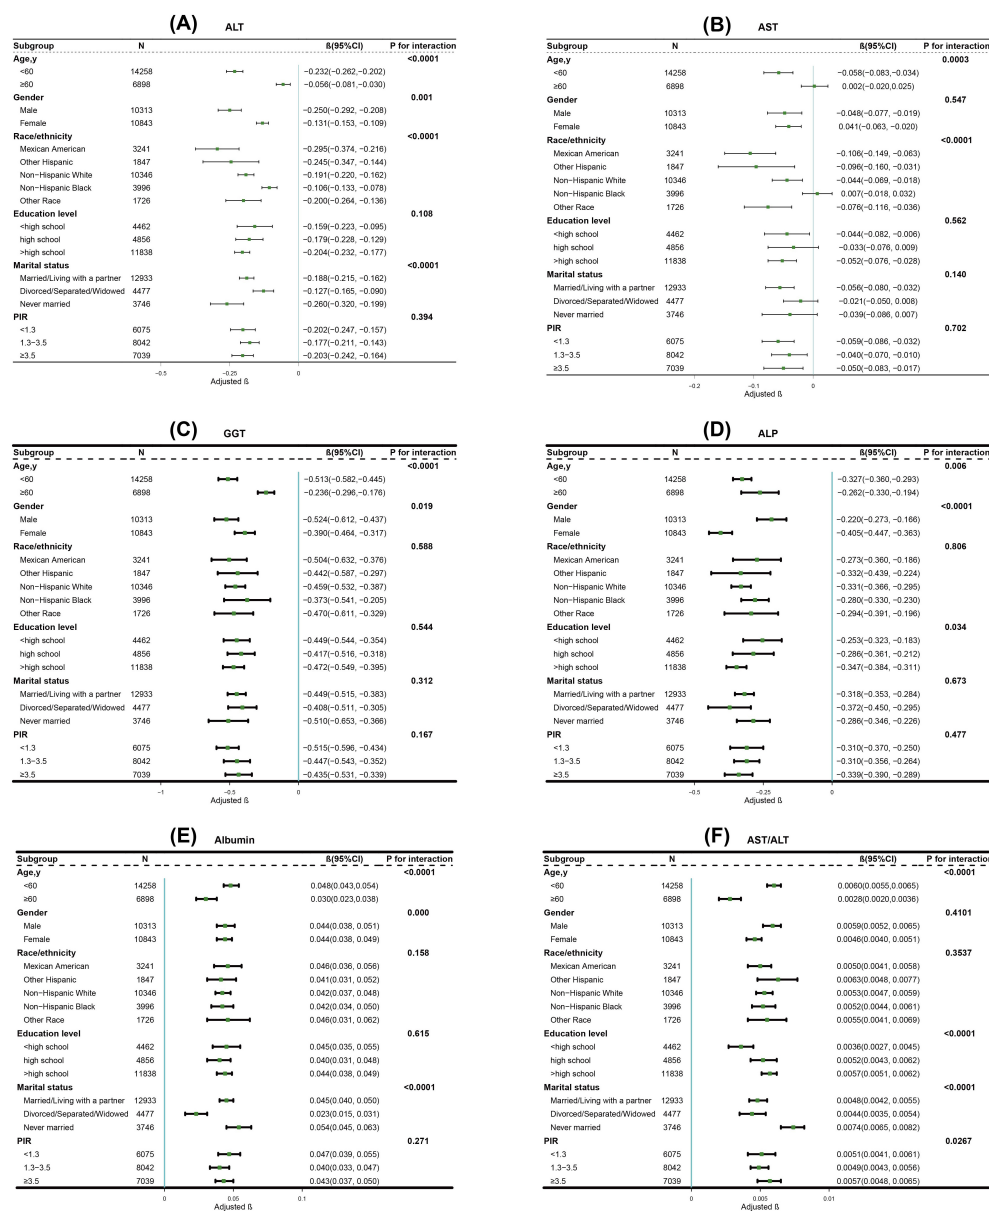 (A) ALT
Subgroup N ß(95%CI) P for interaction
Age,y <0.0001
<60 14258 −0.232(−0.262,−0.202)
≥60 6898 −0.056(−0.081,−0.030)
Gender 0.001
Male 10313 −0.250(−0.292, −0.208)
Female 10843 −0.131(−0.153, −0.109)
Race/ethnicity <0.0001
Mexican American 3241 −0.295(−0.374, −0.216)
Other Hispanic 1847 −0.245(−0.347, −0.144)
Non−Hispanic White 10346 −0.191(−0.220, −0.162)
Non−Hispanic Black 3996 −0.106(−0.133, −0.078)
Other Race 1726 −0.200(−0.264, −0.136)
Education level 0.108
<high school 4462 −0.159(−0.223, −0.095)
high school 4856 −0.179(−0.228, −0.129)
>high school 11838 −0.204(−0.232, −0.177)
Marital status <0.0001
Married/Living with a partner 12933 −0.188(−0.215, −0.162)
Divorced/Separated/Widowed 4477 −0.127(−0.165, −0.090)
Never married 3746 −0.260(−0.320, −0.199)
PIR 0.394
<1.3 6075 −0.202(−0.247, −0.157)
1.3−3.5 8042 −0.177(−0.211, −0.143)
≥3.5 7039 −0.203(−0.242, −0.164)
−0.5 −0.25 0
Adjusted ß
(B) AST
Subgroup N ß(95%CI) P for interaction
Age,y 0.0003
<60 14258 −0.058(−0.083,−0.034)
≥60 6898 0.002(−0.020,0.025)
Gender 0.547
Male 10313 −0.048(−0.077, −0.019)
Female 10843 0.041(−0.063, −0.020)
Race/ethnicity <0.0001
Mexican American 3241 −0.106(−0.149, −0.063)
Other Hispanic 1847 −0.096(−0.160, −0.031)
Non−Hispanic White 10346 −0.044(−0.069, −0.018)
Non−Hispanic Black 3996 0.007(−0.018, 0.032)
Other Race 1726 −0.076(−0.116, −0.036)
Education level 0.562
<high school 4462 −0.044(−0.082, −0.006)
high school 4856 −0.033(−0.076, 0.009)
>high school 11838 −0.052(−0.076, −0.028)
Marital status 0.140
Married/Living with a partner 12933 −0.056(−0.080, −0.032)
Divorced/Separated/Widowed 4477 −0.021(−0.050, 0.008)
Never married 3746 −0.039(−0.086, 0.007)
PIR 0.702
<1.3 6075 −0.059(−0.086, −0.032)
1.3−3.5 8042 −0.040(−0.070, −0.010)
≥3.5 7039 −0.050(−0.083, −0.017)
−0.2 −0.1 0
Adjusted ß
(C) GGT
Subgroup N ß(95%CI) P for interaction
Age,y <0.0001
<60 14258 −0.513(−0.582,−0.445)
≥60 6898 −0.236(−0.296,−0.176)
Gender 0.019
Male 10313 −0.524(−0.612, −0.437)
Female 10843 −0.390(−0.464, −0.317)
Race/ethnicity 0.588
Mexican American 3241 −0.504(−0.632, −0.376)
Other Hispanic 1847 −0.442(−0.587, −0.297)
Non−Hispanic White 10346 −0.459(−0.532, −0.387)
Non−Hispanic Black 3996 −0.373(−0.541, −0.205)
Other Race 1726 −0.470(−0.611, −0.329)
Education level 0.544
<high school 4462 −0.449(−0.544, −0.354)
high school 4856 −0.417(−0.516, −0.318)
>high school 11838 −0.472(−0.549, −0.395)
Marital status 0.312
Married/Living with a partner 12933 −0.449(−0.515, −0.383)
Divorced/Separated/Widowed 4477 −0.408(−0.511, −0.305)
Never married 3746 −0.510(−0.653, −0.366)
PIR 0.167
<1.3 6075 −0.515(−0.596, −0.434)
1.3−3.5 8042 −0.447(−0.543, −0.352)
≥3.5 7039 −0.435(−0.531, −0.339)
−1 −0.5 0
Adjusted ß
(D) ALP
Subgroup N ß(95%CI) P for interaction
Age,y 0.006
<60 14258 −0.327(−0.360,−0.293)
≥60 6898 −0.262(−0.330,−0.194)
Gender <0.0001
Male 10313 −0.220(−0.273, −0.166)
Female 10843 −0.405(−0.447, −0.363)
Race/ethnicity 0.806
Mexican American 3241 −0.273(−0.360, −0.186)
Other Hispanic 1847 −0.332(−0.439, −0.224)
Non−Hispanic White 10346 −0.331(−0.366, −0.295)
Non−Hispanic Black 3996 −0.280(−0.330, −0.230)
Other Race 1726 −0.294(−0.391, −0.196)
Education level 0.034
<high school 4462 −0.253(−0.323, −0.183)
high school 4856 −0.286(−0.361, −0.212)
>high school 11838 −0.347(−0.384, −0.311)
Marital status 0.673
Married/Living with a partner 12933 −0.318(−0.353, −0.284)
Divorced/Separated/Widowed 4477 −0.372(−0.450, −0.295)
Never married 3746 −0.286(−0.346, −0.226)
PIR 0.477
<1.3 6075 −0.310(−0.370, −0.250)
1.3−3.5 8042 −0.310(−0.356, −0.264)
≥3.5 7039 −0.339(−0.390, −0.289)
−0.5 −0.25 0
Adjusted ß
(E) Albumin
Subgroup N ß(95%CI) P for interaction
Age,y <0.0001
<60 14258 0.048(0.043,0.054)
≥60 6898 0.030(0.023,0.038)
Gender 0.000
Male 10313 0.044(0.038, 0.051)
Female 10843 0.044(0.038, 0.049)
Race/ethnicity 0.158
Mexican American 3241 0.046(0.036, 0.056)
Other Hispanic 1847 0.041(0.031, 0.052)
Non−Hispanic White 10346 0.042(0.037, 0.048)
Non−Hispanic Black 3996 0.042(0.034, 0.050)
Other Race 1726 0.046(0.031, 0.062)
Education level 0.615
<high school 4462 0.045(0.035, 0.055)
high school 4856 0.040(0.031, 0.048)
>high school 11838 0.044(0.038, 0.049)
Marital status <0.0001
Married/Living with a partner 12933 0.045(0.040, 0.050)
Divorced/Separated/Widowed 4477 0.023(0.015, 0.031)
Never married 3746 0.054(0.045, 0.063)
PIR 0.271
<1.3 6075 0.047(0.039, 0.055)
1.3−3.5 8042 0.040(0.033, 0.047)
≥3.5 7039 0.043(0.037, 0.050)
0 0.05 0.1
Adjusted ß
(F) AST/ALT
Subgroup N ß(95%CI) P for interaction
Age,y <0.0001
<60 14258 0.0060(0.0055,0.0065)
≥60 6898 0.0028(0.0020,0.0036)
Gender 0.4101
Male 10313 0.0059(0.0052, 0.0065)
Female 10843 0.0046(0.0040, 0.0051)
Race/ethnicity 0.3537
Mexican American 3241 0.0050(0.0041, 0.0058)
Other Hispanic 1847 0.0063(0.0048, 0.0077)
Non−Hispanic White 10346 0.0053(0.0047, 0.0059)
Non−Hispanic Black 3996 0.0052(0.0044, 0.0061)
Other Race 1726 0.0055(0.0041, 0.0069)
Education level <0.0001
<high school 4462 0.0036(0.0027, 0.0045)
high school 4856 0.0052(0.0043, 0.0062)
>high school 11838 0.0057(0.0051, 0.0062)
Marital status <0.0001
Married/Living with a partner 12933 0.0048(0.0042, 0.0055)
Divorced/Separated/Widowed 4477 0.0044(0.0035, 0.0054)
Never married 3746 0.0074(0.0065, 0.0082)
PIR 0.0267
<1.3 6075 0.0051(0.0041, 0.0061)
1.3−3.5 8042 0.0049(0.0043, 0.0056)
≥3.5 7039 0.0057(0.0048, 0.0065)
0 0.005 0.01
Adjusted ß